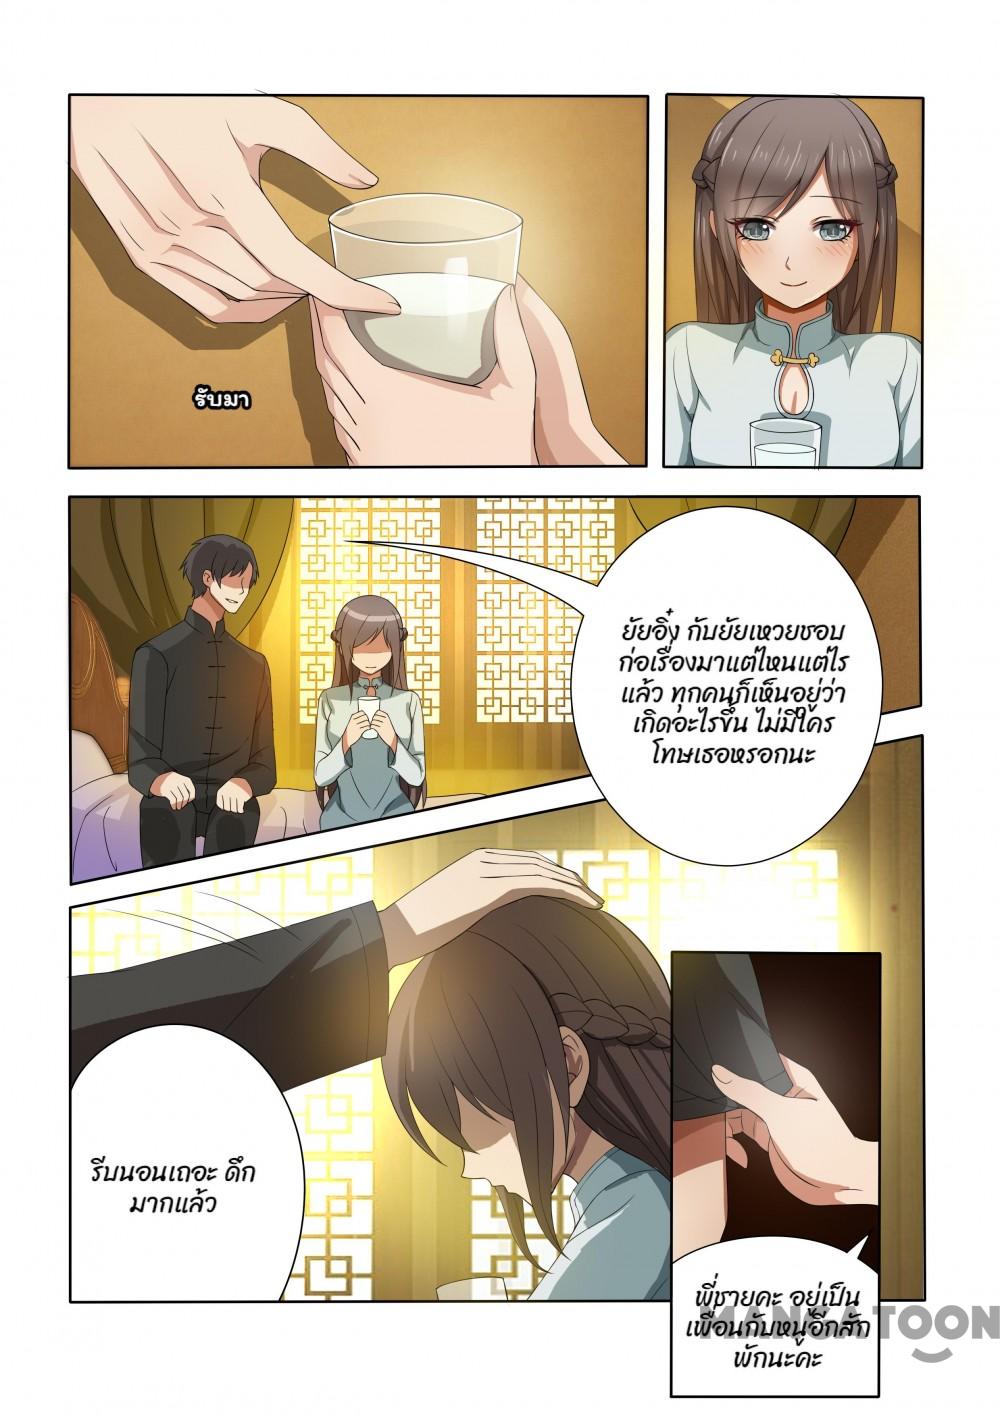 รับมา
ยัยอิ๋ง กับยัยเหวยชอบ
ก่อเรื่องมาแต่ไหนแต่ไร
แล้ว ทุกคนก็เห็นอยู่ว่า
เกิดอะไรขึ้น ไม่มีใคร
โทษเธอหรอกนะ
รีบนอนเถอะ ดึก
มากแล้ว
พี่ชายคะ อยู่เป็น
เพื่อนกับหนูอีกสัก
พักนะคะ
MANGATOON